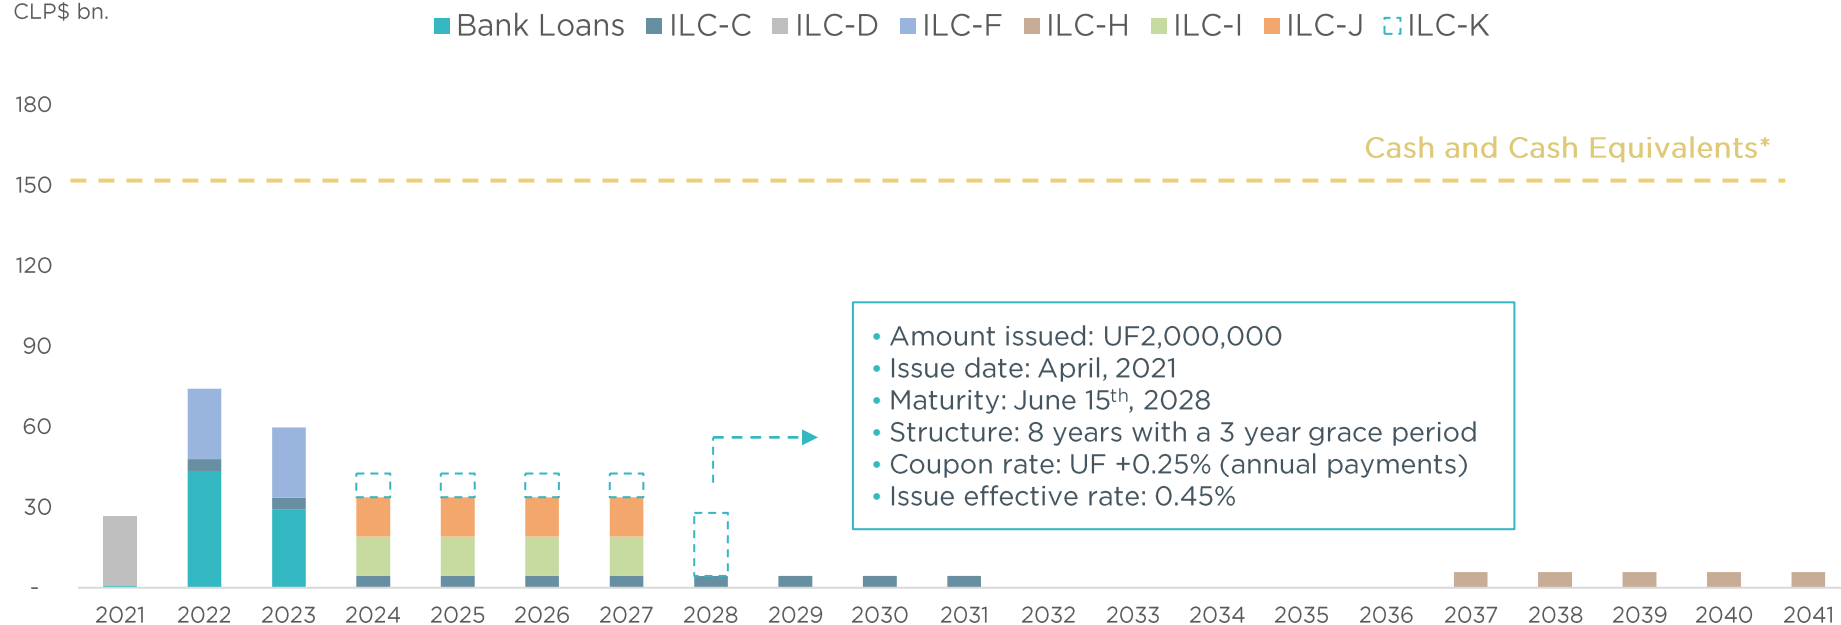 CLP$ bn.
Bank Loans ILC-C ILC-D ILC-F ILC-H ILC-I ILC-J ILC-K
180
Cash and Cash Equivalents*
150
120
90
60
30
-
• Amount issued: UF2,000,000
• Issue date: April, 2021
• Maturity: June 15th, 2028
• Structure: 8 years with a 3 year grace period
• Coupon rate: UF +0.25% (annual payments)
• Issue effective rate: 0.45%
2021 2022 2023 2024 2025 2026 2027 2028 2029 2030 2031 2032 2033 2034 2035 2036 2037 2038 2039 2040 2041